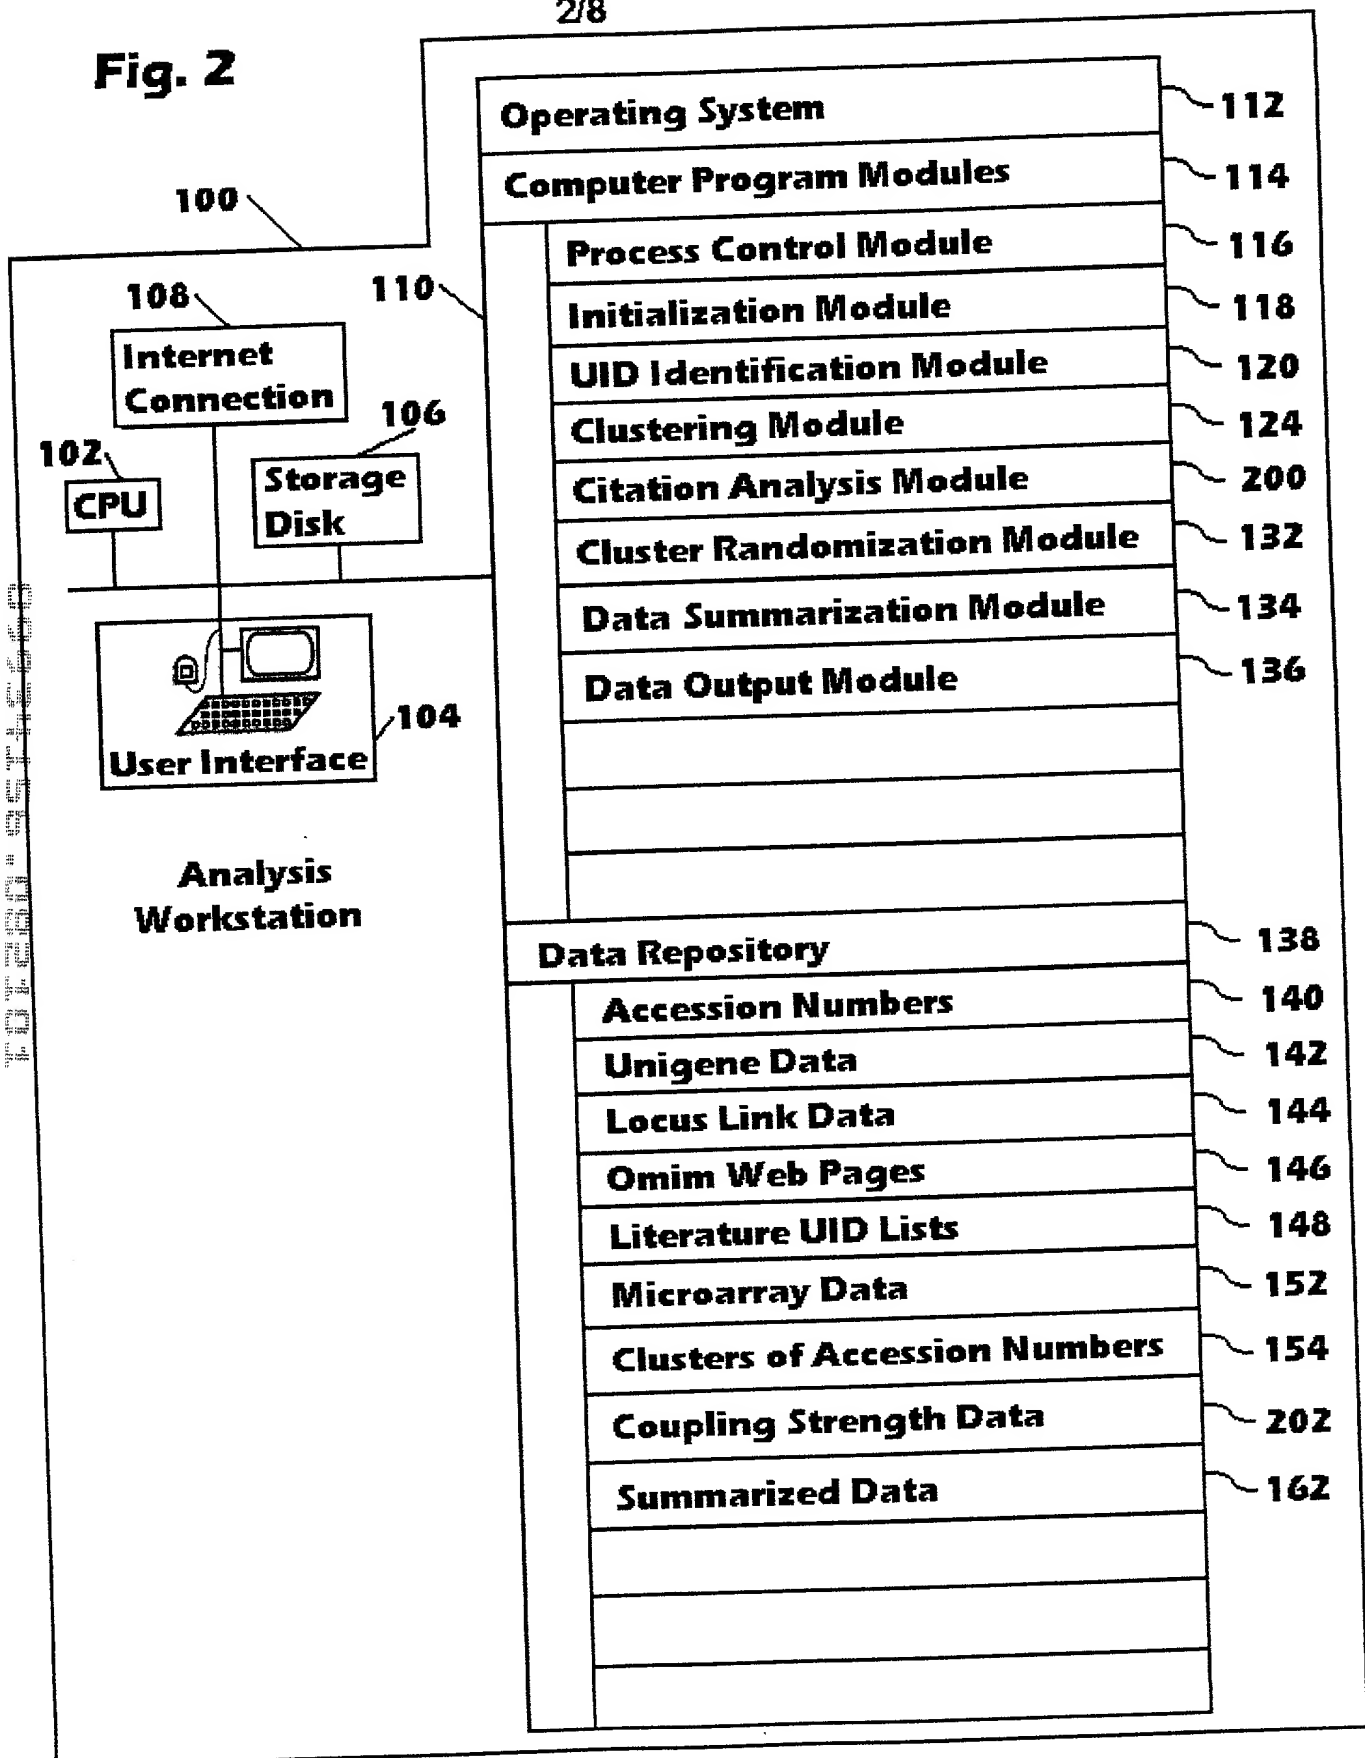 2/8
Fig. 2
100
108
Internet
Connection
102
CPU
106
Storage
Disk
104
User Interface
Analysis
Workstation
110
Operating System
112
Computer Program Modules
114
Process Control Module
116
Initialization Module
118
UID Identification Module
120
Clustering Module
124
Citation Analysis Module
200
Cluster Randomization Module
132
Data Summarization Module
134
Data Output Module
136
Data Repository
138
Accession Numbers
140
Unigene Data
142
Locus Link Data
144
Omim Web Pages
146
Literature UID Lists
148
Microarray Data
152
Clusters of Accession Numbers
154
Coupling Strength Data
202
Summarized Data
162